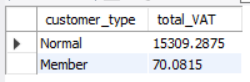 customer_type total_VAT
Normal 15309.2875
Member 70.0815